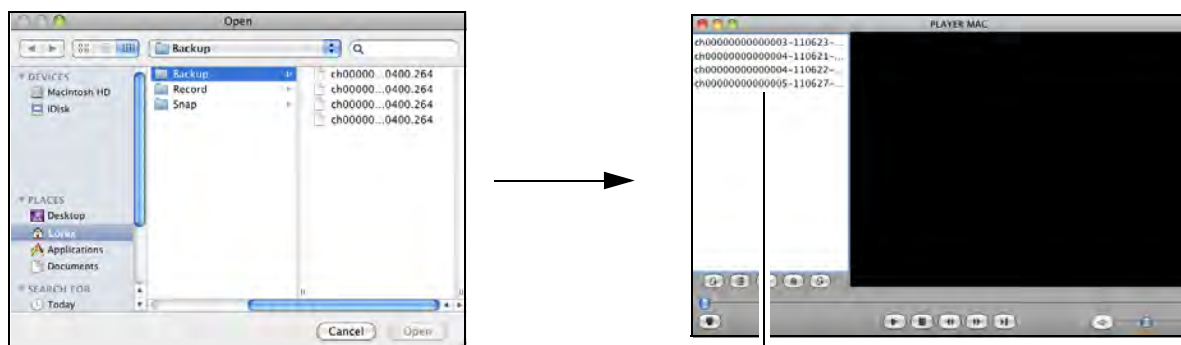 Open
Backup
DEVICES
Macintosh HD
iDisk
PLACES
Desktop
Lorex
Applications
Documents
SEARCH FOR
Today
Backup
Record
Snap
ch00000...0400.264
ch00000...0400.264
ch00000...0400.264
ch00000...0400.264
Cancel
Open
PLAYER MAC
ch00000000000003-110623-...
ch00000000000004-110621-...
ch00000000000004-110622-...
ch00000000000005-110627-...